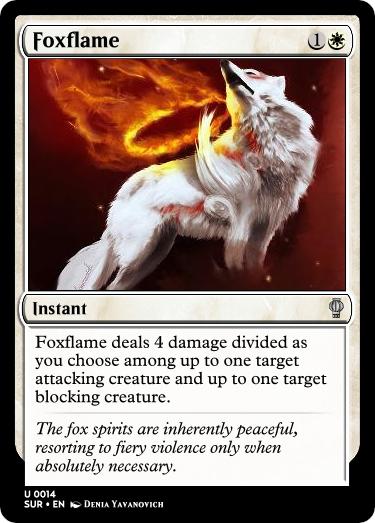 Foxflame 1
Instant
Foxflame deals 4 damage divided as
you choose among up to one target
attacking creature and up to one target
blocking creature.
The fox spirits are inherently peaceful,
resorting to fiery violence only when
absolutely necessary.
U 0014
SUR • EN Denia Yavanovich